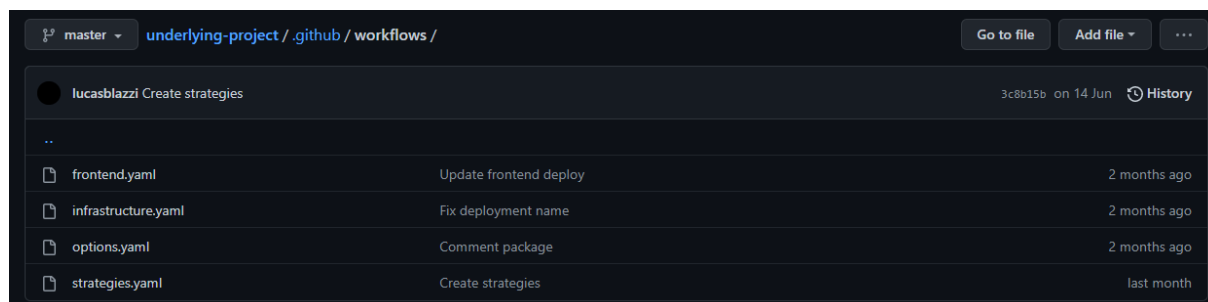 master underlying-project / .github / workflows / Go to file Add file ...
lucasblazzi Create strategies 3c8b15b on 14 Jun History
..
frontend.yaml Update frontend deploy 2 months ago
infrastructure.yaml Fix deployment name 2 months ago
options.yaml Comment package 2 months ago
strategies.yaml Create strategies last month